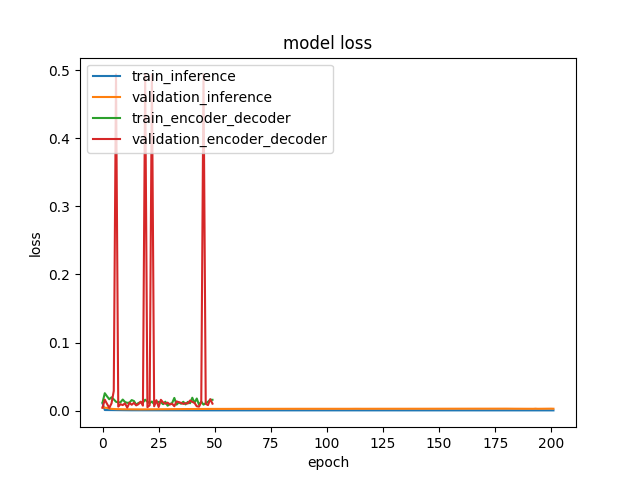 model loss
train_inference
validation_inference
train_encoder_decoder
validation_encoder_decoder
0.5
0.4
0.3
0.2
0.1
0.0
loss
0 25 50 75 100 125 150 175 200
epoch